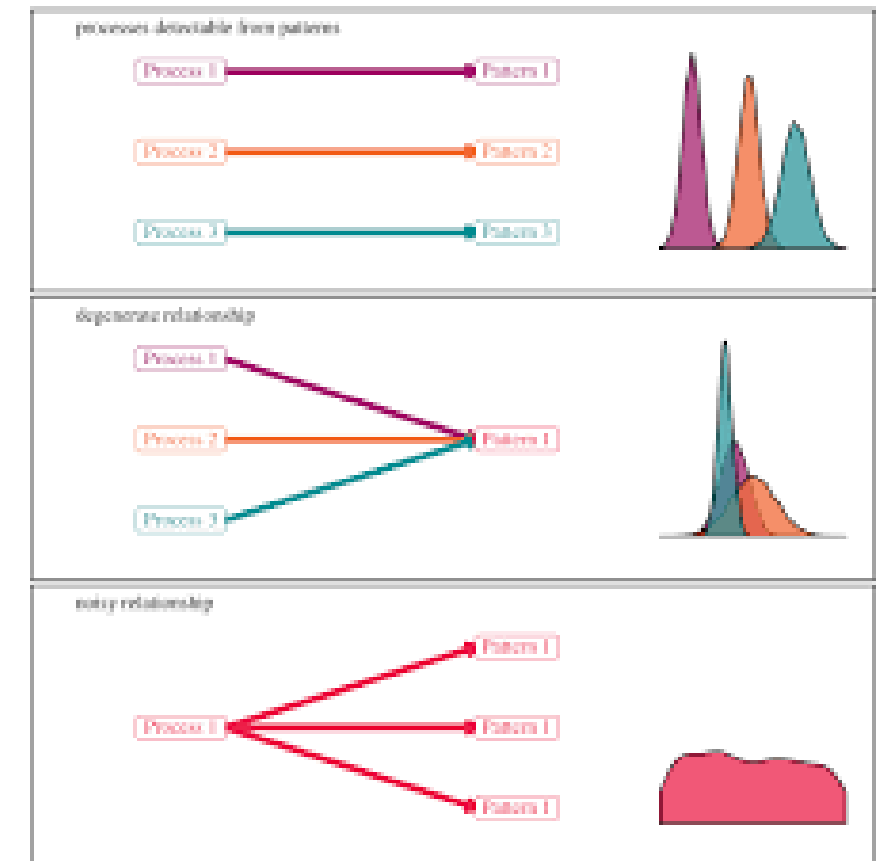 processes detectable from patterns
Process 1 Pattern 1
Process 2 Pattern 2
Process 3 Pattern 3
degenerate relationship
Process 1
Process 2 Pattern 1
Process 3
noisy relationship
Pattern 1
Process 1 Pattern 1
Pattern 1